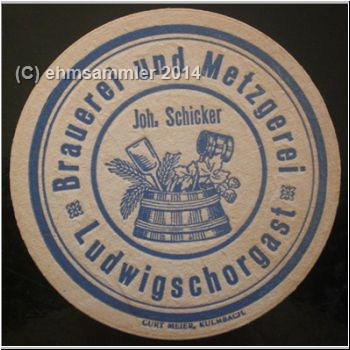 (C) ehmsammler 2014
Brauerei und Metzgerei
Joh. Schicker
Ludwigschorgast
CURT MEIER, KULMBACH.